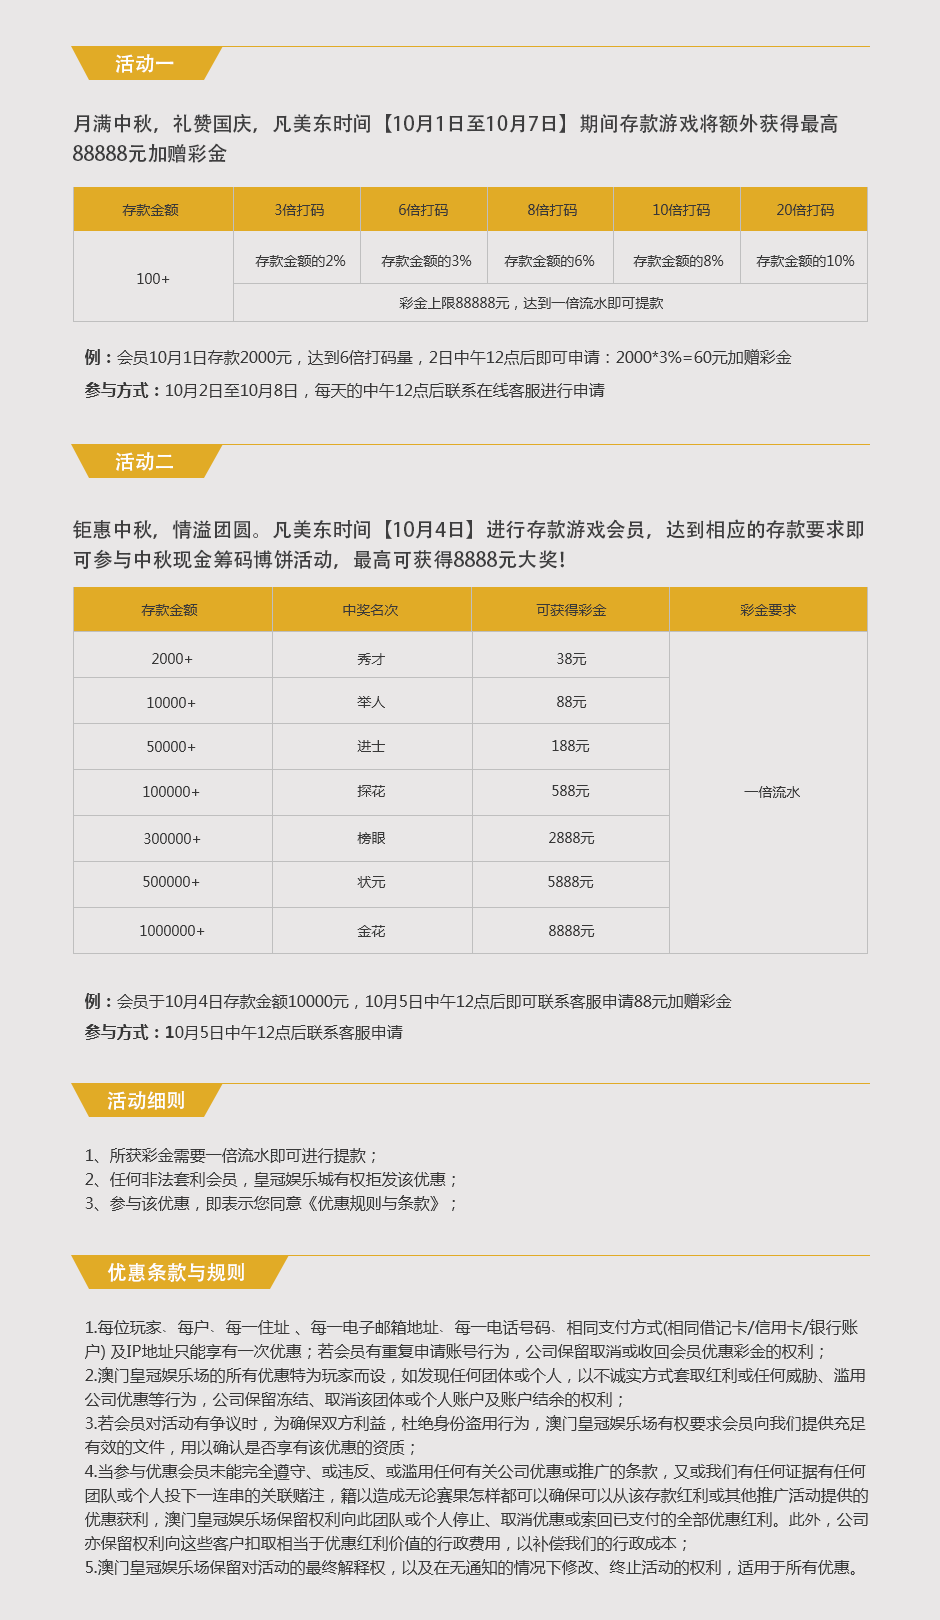 活动一
月满中秋，礼赞国庆，凡美东时间【10月1日至10月7日】期间存款游戏将额外获得最高
88888元加赠彩金
存款金额 3倍打码 6倍打码 8倍打码 10倍打码 20倍打码
100+ 存款金额的2% 存款金额的3% 存款金额的6% 存款金额的8% 存款金额的10%
彩金上限88888元，达到一倍流水即可提款
例：会员10月1日存款2000元，达到6倍打码量，2日中午12点后即可申请：2000*3%=60元加赠彩金
参与方式：10月2日至10月8日，每天的中午12点后联系在线客服进行申请
活动二
钜惠中秋，情溢团圆。凡美东时间【10月4日】进行存款游戏会员，达到相应的存款要求即
可参与中秋现金筹码博饼活动，最高可获得8888元大奖！
存款金额 中奖名次 可获得彩金 彩金要求
2000+ 秀才 38元
10000+ 举人 88元
50000+ 进士 188元
100000+ 探花 588元 一倍流水
300000+ 榜眼 2888元
500000+ 状元 5888元
1000000+ 金花 8888元
例：会员于10月4日存款金额10000元，10月5日中午12点后即可联系客服申请88元加赠彩金
参与方式：10月5日中午12点后联系客服申请
活动细则
1、所获彩金需要一倍流水即可进行提款；
2、任何非法套利会员，皇冠娱乐城有权拒发该优惠；
3、参与该优惠，即表示您同意《优惠规则与条款》；
优惠条款与规则
1.每位玩家、每户、每一住址 、每一电子邮箱地址、每一电话号码、相同支付方式(相同借记卡/信用卡/银行账
户) 及IP地址只能享有一次优惠；若会员有重复申请账号行为，公司保留取消或收回会员优惠彩金的权利；
2.澳门皇冠娱乐场的所有优惠特为玩家而设，如发现任何团体或个人，以不诚实方式套取红利或任何威胁、滥用
公司优惠等行为，公司保留冻结、取消该团体或个人账户及账户结余的权利；
3.若会员对活动有争议时，为确保双方利益，杜绝身份盗用行为，澳门皇冠娱乐场有权要求会员向我们提供充足
有效的文件，用以确认是否享有该优惠的资质；
4.当参与优惠会员未能完全遵守、或违反、或滥用任何有关公司优惠或推广的条款，又或我们有任何证据有任何
团队或个人投下一连串的关联赌注，籍以造成无论赛果怎样都可以确保可以从该存款红利或其他推广活动提供的
优惠获利，澳门皇冠娱乐场保留权利向此团队或个人停止、取消优惠或索回已支付的全部优惠红利。此外，公司
亦保留权利向这些客户扣取相当于优惠红利价值的行政费用，以补偿我们的行政成本；
5.澳门皇冠娱乐场保留对活动的最终解释权，以及在无通知的情况下修改、终止活动的权利，适用于所有优惠。